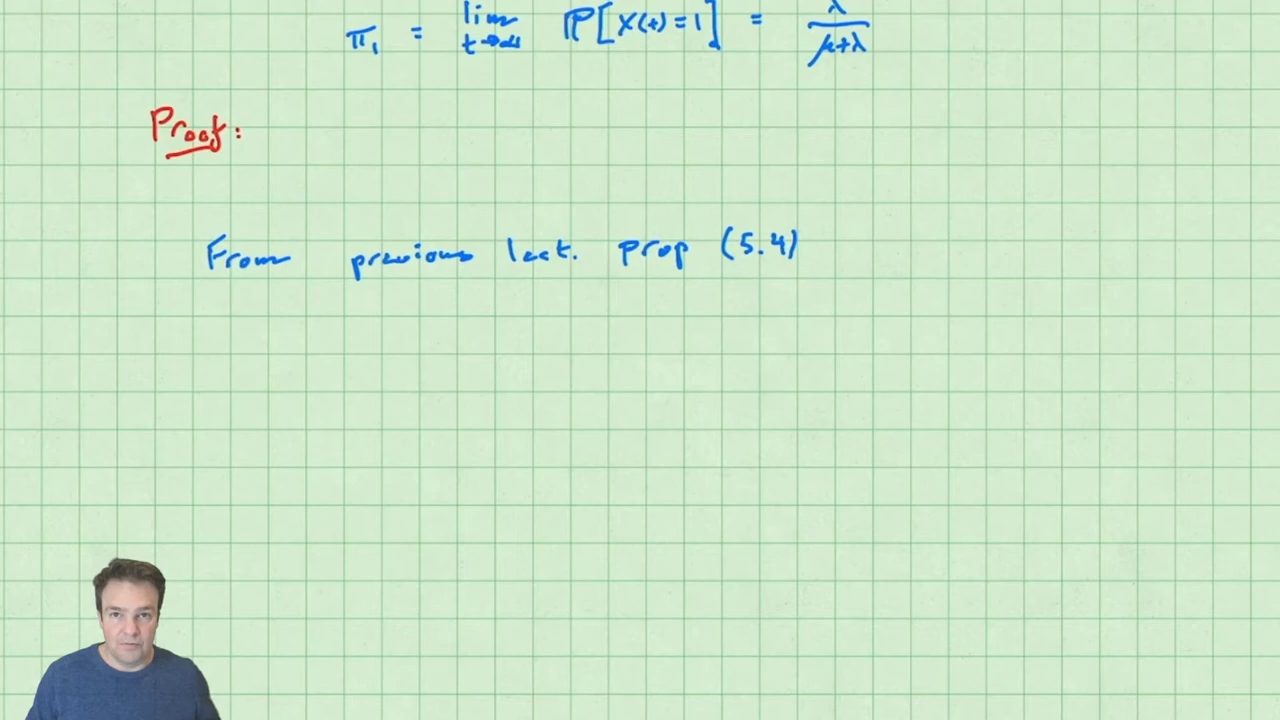 π₁ = lim t→∞ ℙ[X(t)=1] = λ/(μ+λ)
Proof:
From previous lect. prop (5.4)